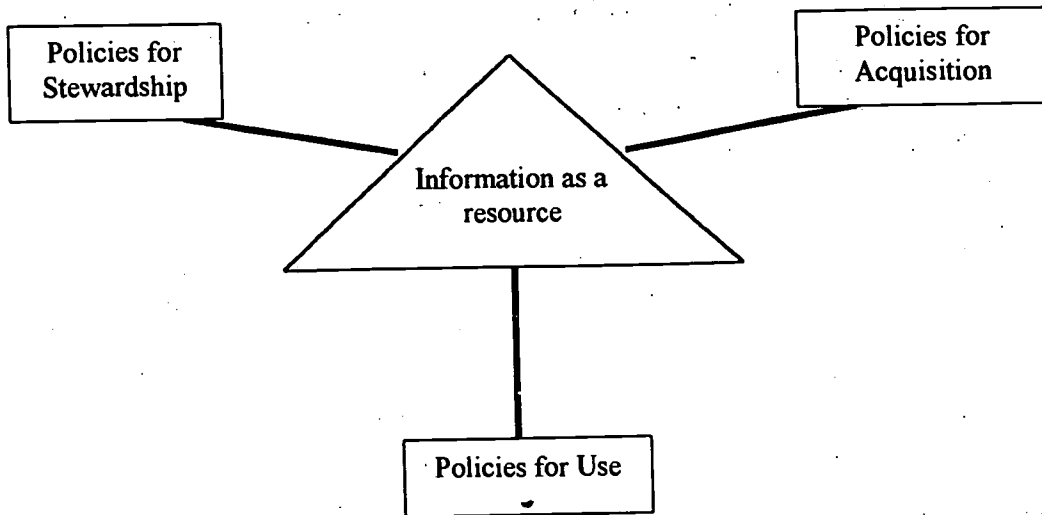 Policies for
Stewardship
Policies for
Acquisition
Information as a
resource
Policies for Use